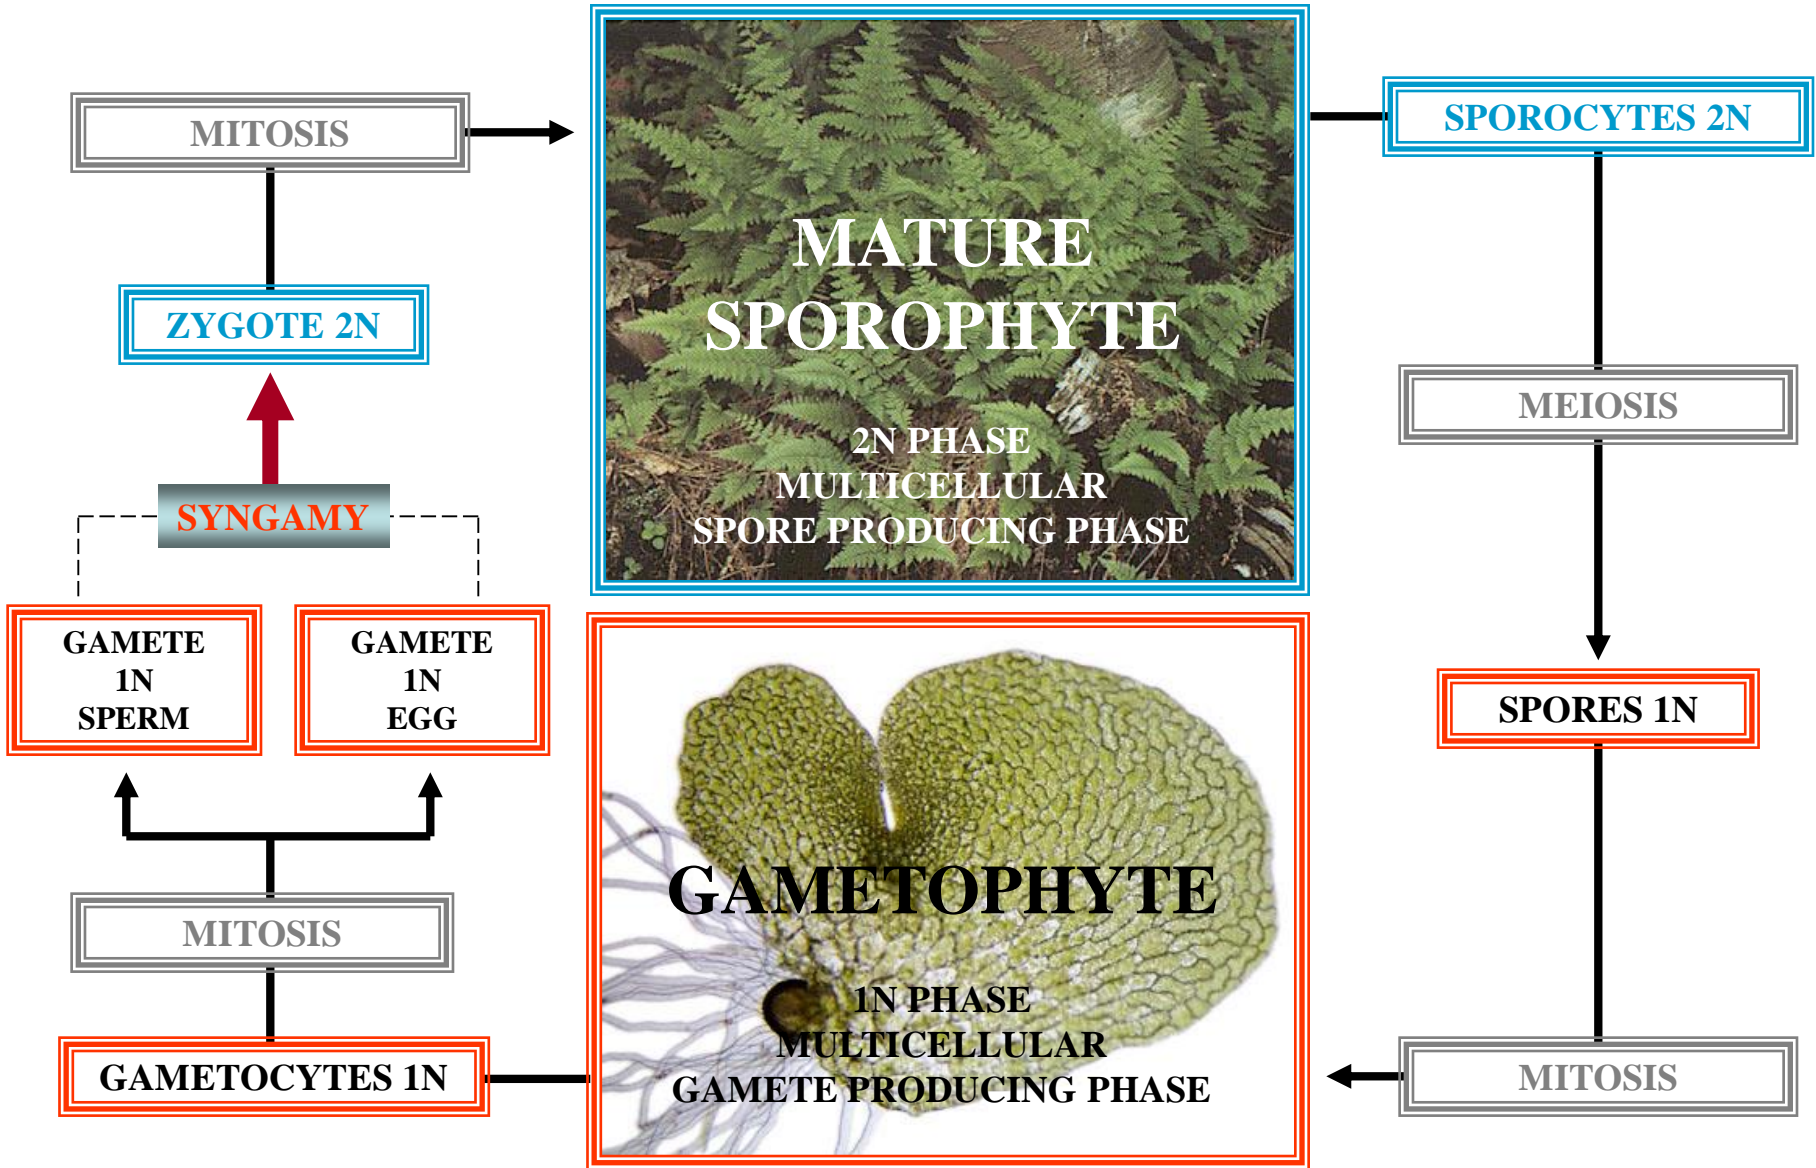 MITOSIS
ZYGOTE 2N
SYNGAMY
GAMETE
1N
SPERM
GAMETE
1N
EGG
MITOSIS
GAMETOCYTES 1N
MATURE
SPOROPHYTE
2N PHASE
MULTICELLULAR
SPORE PRODUCING PHASE
GAMETOPHYTE
1N PHASE
MULTICELLULAR
GAMETE PRODUCING PHASE
SPOROCYTES 2N
MEIOSIS
SPORES 1N
MITOSIS